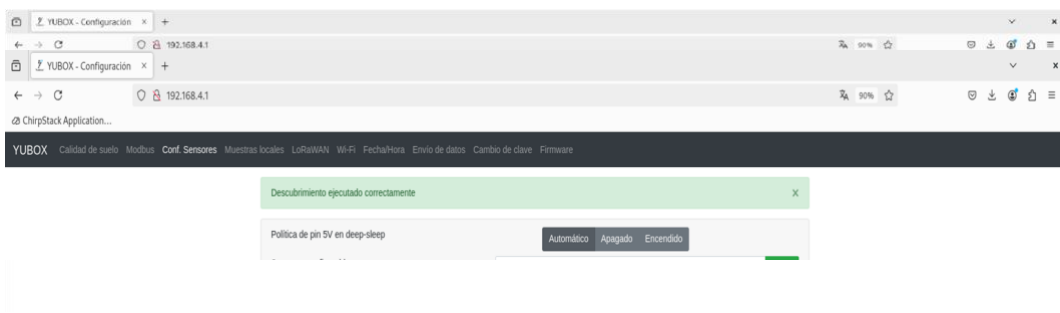 YUBOX - Configuración
192.168.4.1 90%
YUBOX - Configuración
192.168.4.1 90%
ChirpStack Application...
YUBOX Calidad de suelo Modbus Conf. Sensores Muestras locales LoRaWAN Wi-Fi Fecha/Hora Envío de datos Cambio de clave Firmware
Descubrimiento ejecutado correctamente
Política de pin 5V en deep-sleep Automático Apagado Encendido